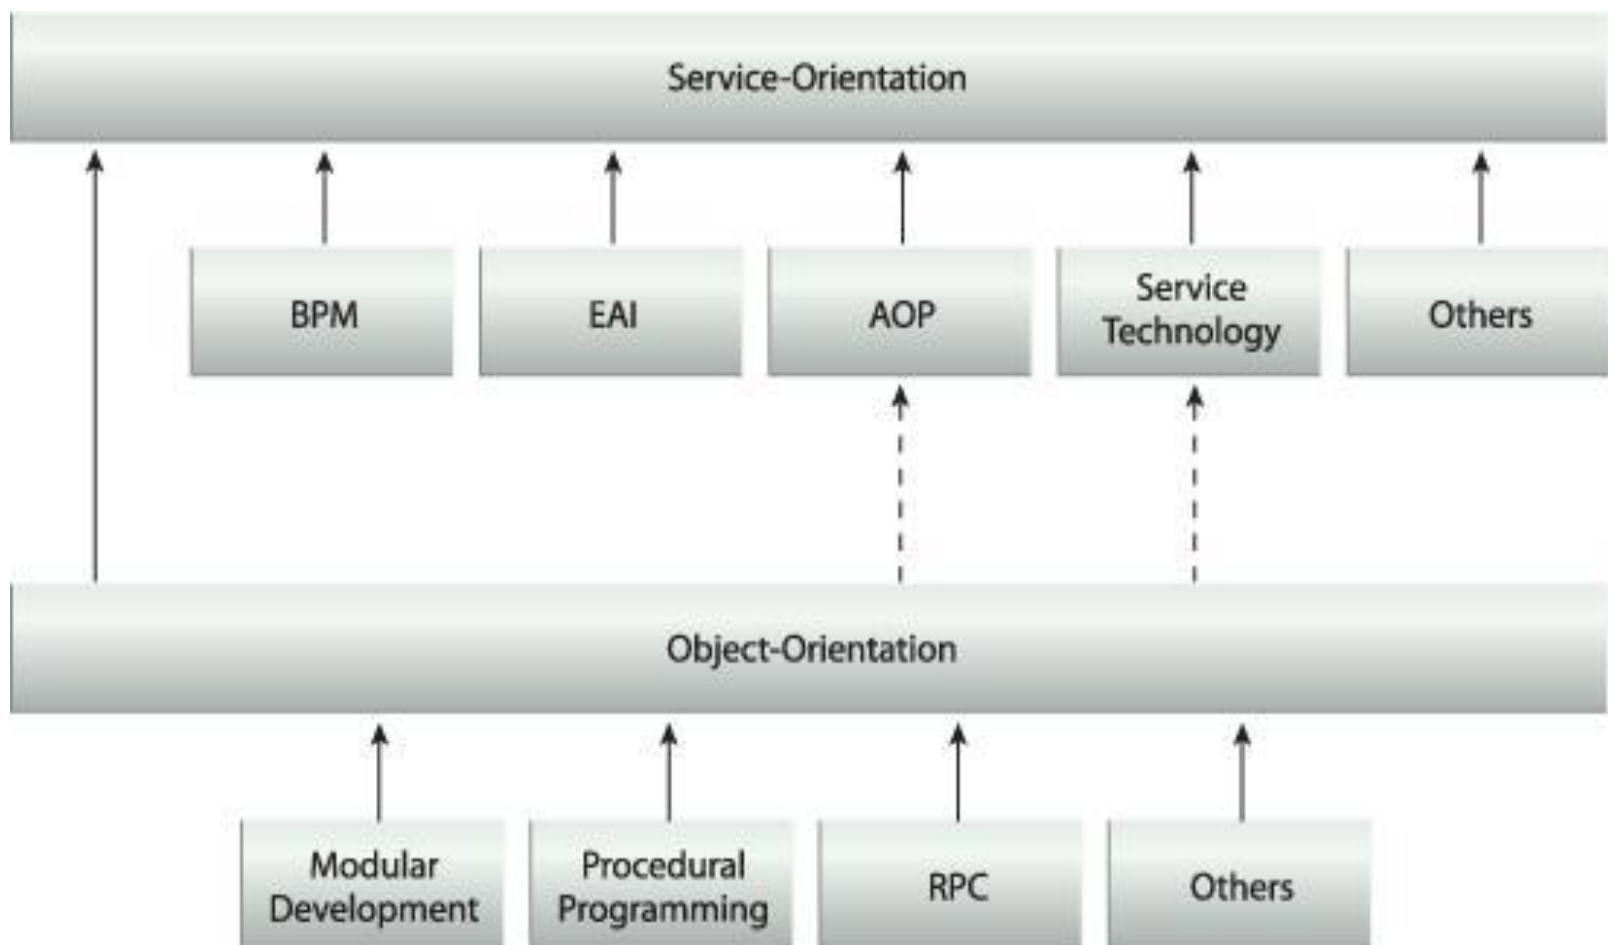 Service-Orientation
BPM
EAI
AOP
Service
Technology
Others
Object-Orientation
Modular
Development
Procedural
Programming
RPC
Others